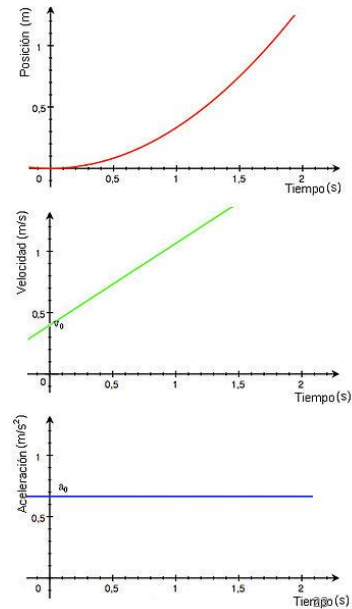 Posición (m)
1
0,5
0
0,5
1
1,5
2
Tiempo(s)
Velocidad (m/s)
1
0,5
v₀
0
0,5
1
1,5
2
Tiempo(s)
Aceleración (m/s²)
1
a₀
0,5
0
0,5
1
1,5
2
Tiempo(s)